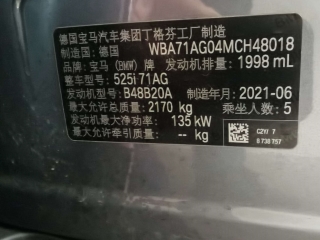 德国宝马汽车集团丁格芬工厂制造
制造国：德国 WBA71AG04MCH48018
品牌：宝马（BMW）牌 发动机排量：1998 mL
整车型号：525i 71AG 制造年月：2021-06
最大允许总质量：2170 kg 乘坐人数：5
发动机型号：B48B20A
发动机最大净功率：135 kW
最大允许牵引质量：-- kg
CZYV 7
0 738 757